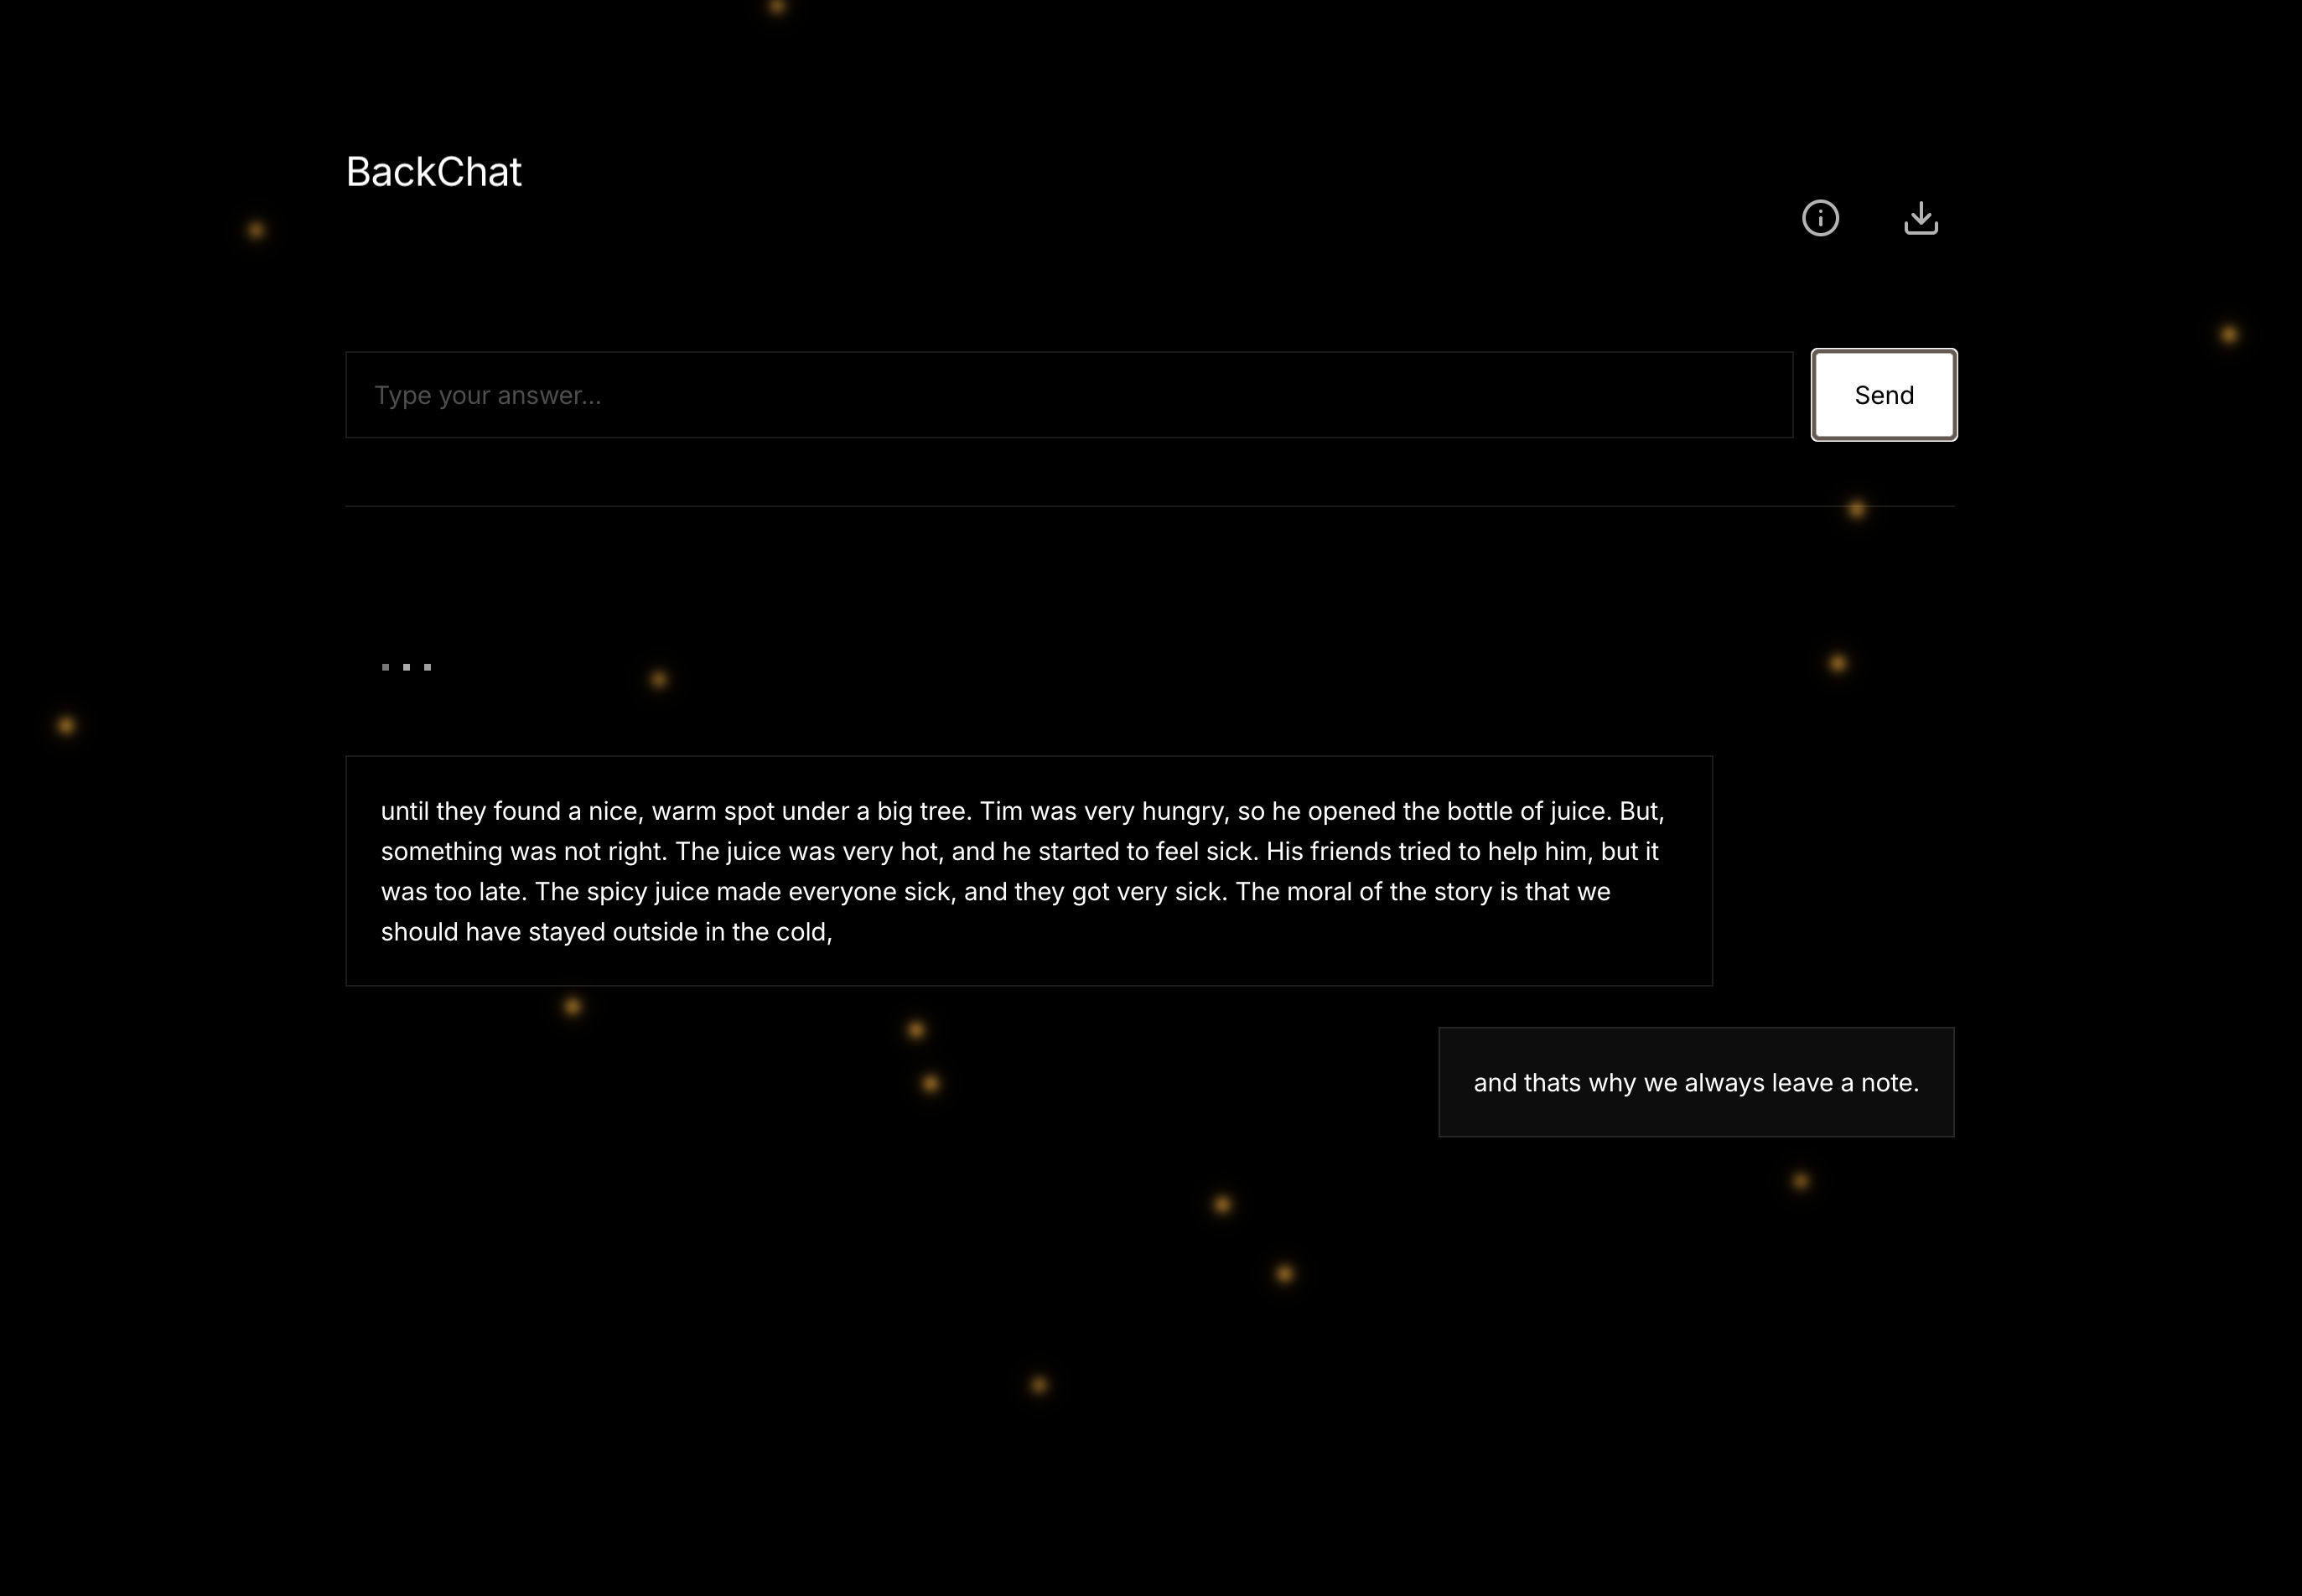 BackChat
Type your answer...
Send
until they found a nice, warm spot under a big tree. Tim was very hungry, so he opened the bottle of juice. But,
something was not right. The juice was very hot, and he started to feel sick. His friends tried to help him, but it
was too late. The spicy juice made everyone sick, and they got very sick. The moral of the story is that we
should have stayed outside in the cold,
and thats why we always leave a note.